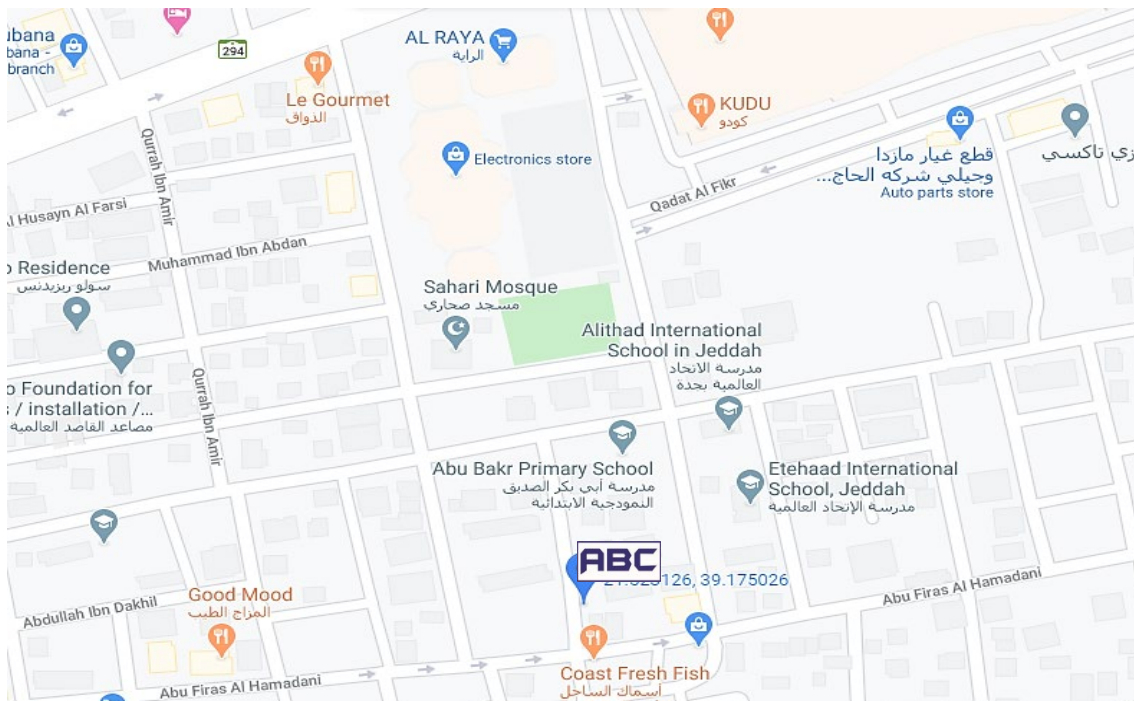 ubana
bana -
branch
294
AL RAYA
الراية
Le Gourmet
الذواق
KUDU
كودو
Electronics store
قطع غيار مازدا
وجيلي شركه الحاج...
Auto parts store
زي تاكسي
Qurrah Ibn Amir
Qadat Al Fikr
l Husayn Al Farsi
Muhammad Ibn Abdan
o Residence
سولو ريزيدنس
Sahari Mosque
مسجد صحاري
Alithad International
School in Jeddah
مدرسة الاتحاد
العالمية بجدة
o Foundation for
s / installation /...
مصاعد القاصد العالمية
Qurrah Ibn Amir
Abu Bakr Primary School
مدرسة أبي بكر الصديق
النموذجية الابتدائية
Etehaad International
School, Jeddah
مدرسة الإتحاد العالمية
ABC
126, 39.175026
Abu Firas Al Hamadani
Abdullah Ibn Dakhil
Good Mood
المزاج الطيب
Coast Fresh Fish
أسماك الساحل
Abu Firas Al Hamadani